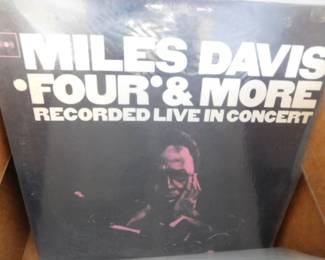 MILES DAVIS
•FOUR•& MORE
RECORDED LIVE IN CONCERT